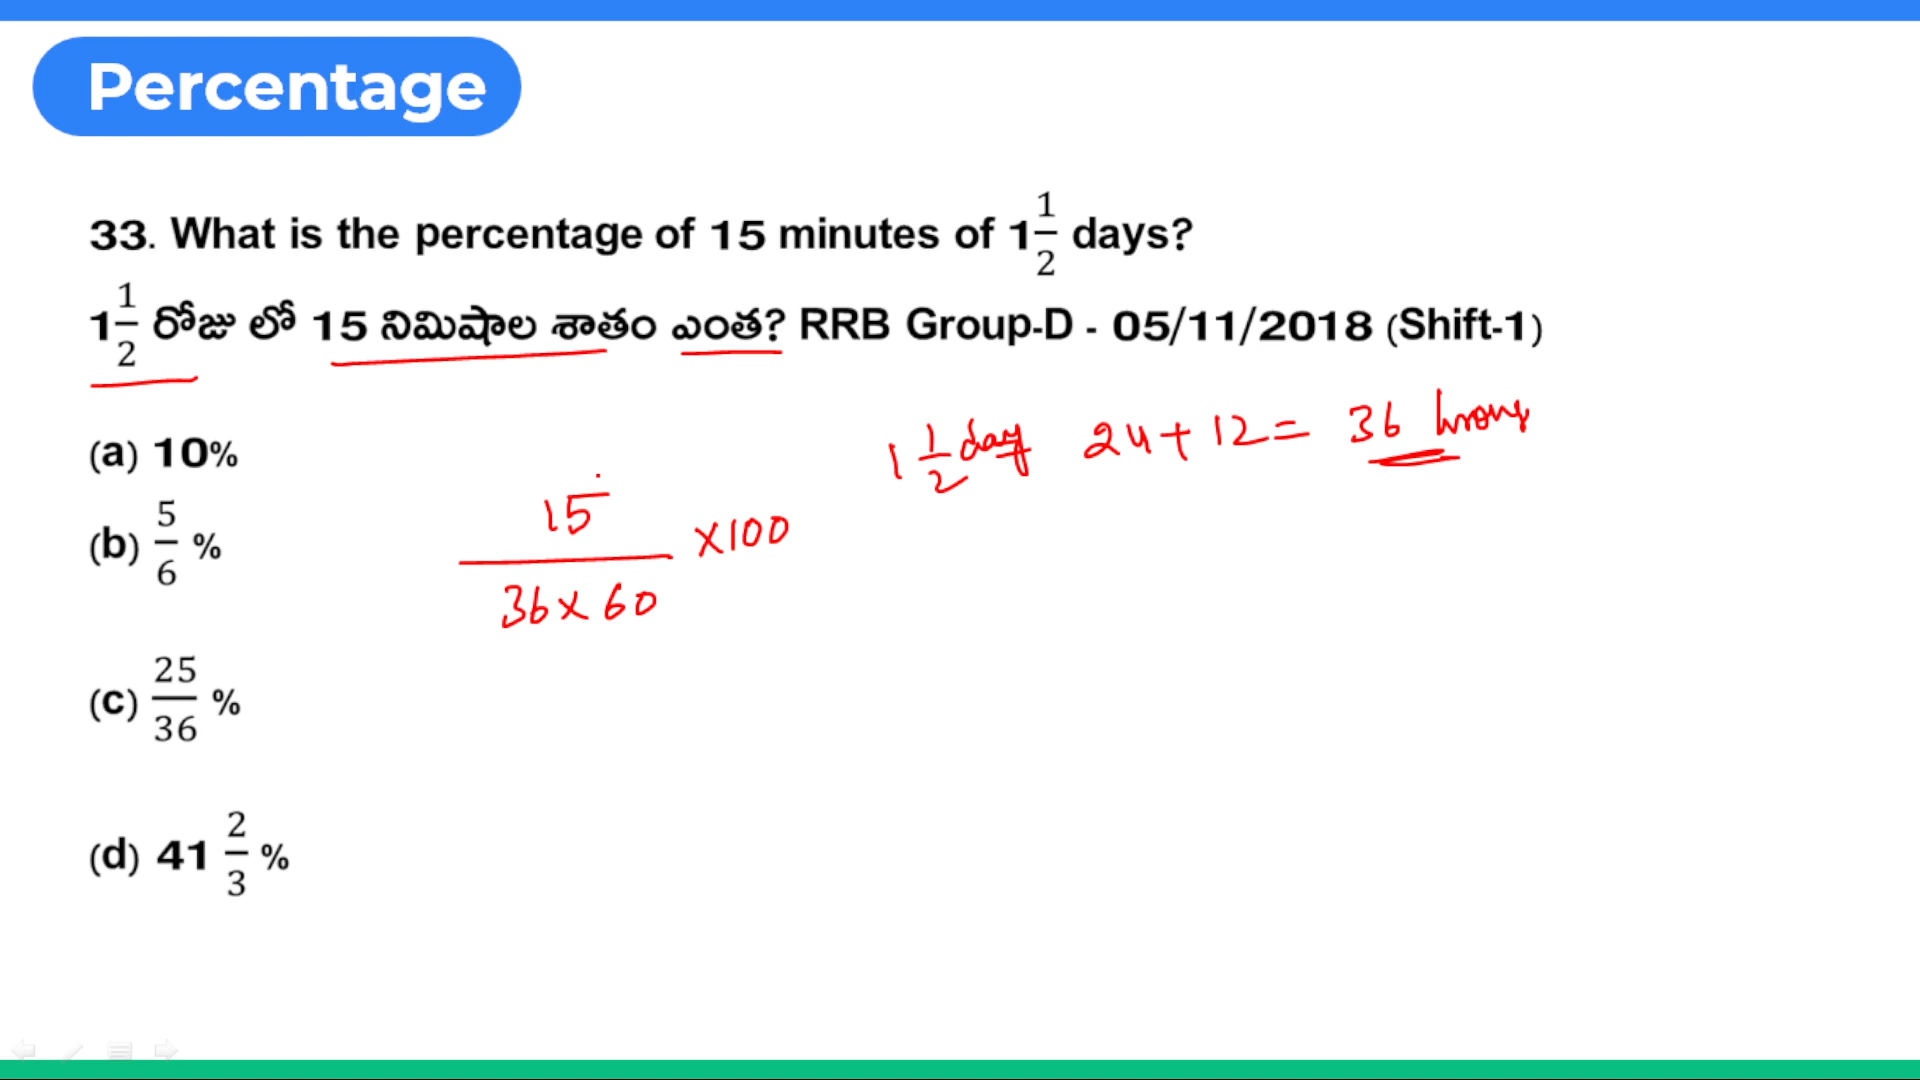 Percentage
33. What is the percentage of 15 minutes of 1 1/2 days?
1 1/2 రోజు లో 15 నిమిషాల శాతం ఎంత? RRB Group-D - 05/11/2018 (Shift-1)
1 1/2 day 24 + 12 = 36 hrours
(a) 10%
15 / 36 x 60 x 100
(b) 5/6 %
(c) 25/36 %
(d) 41 2/3 %